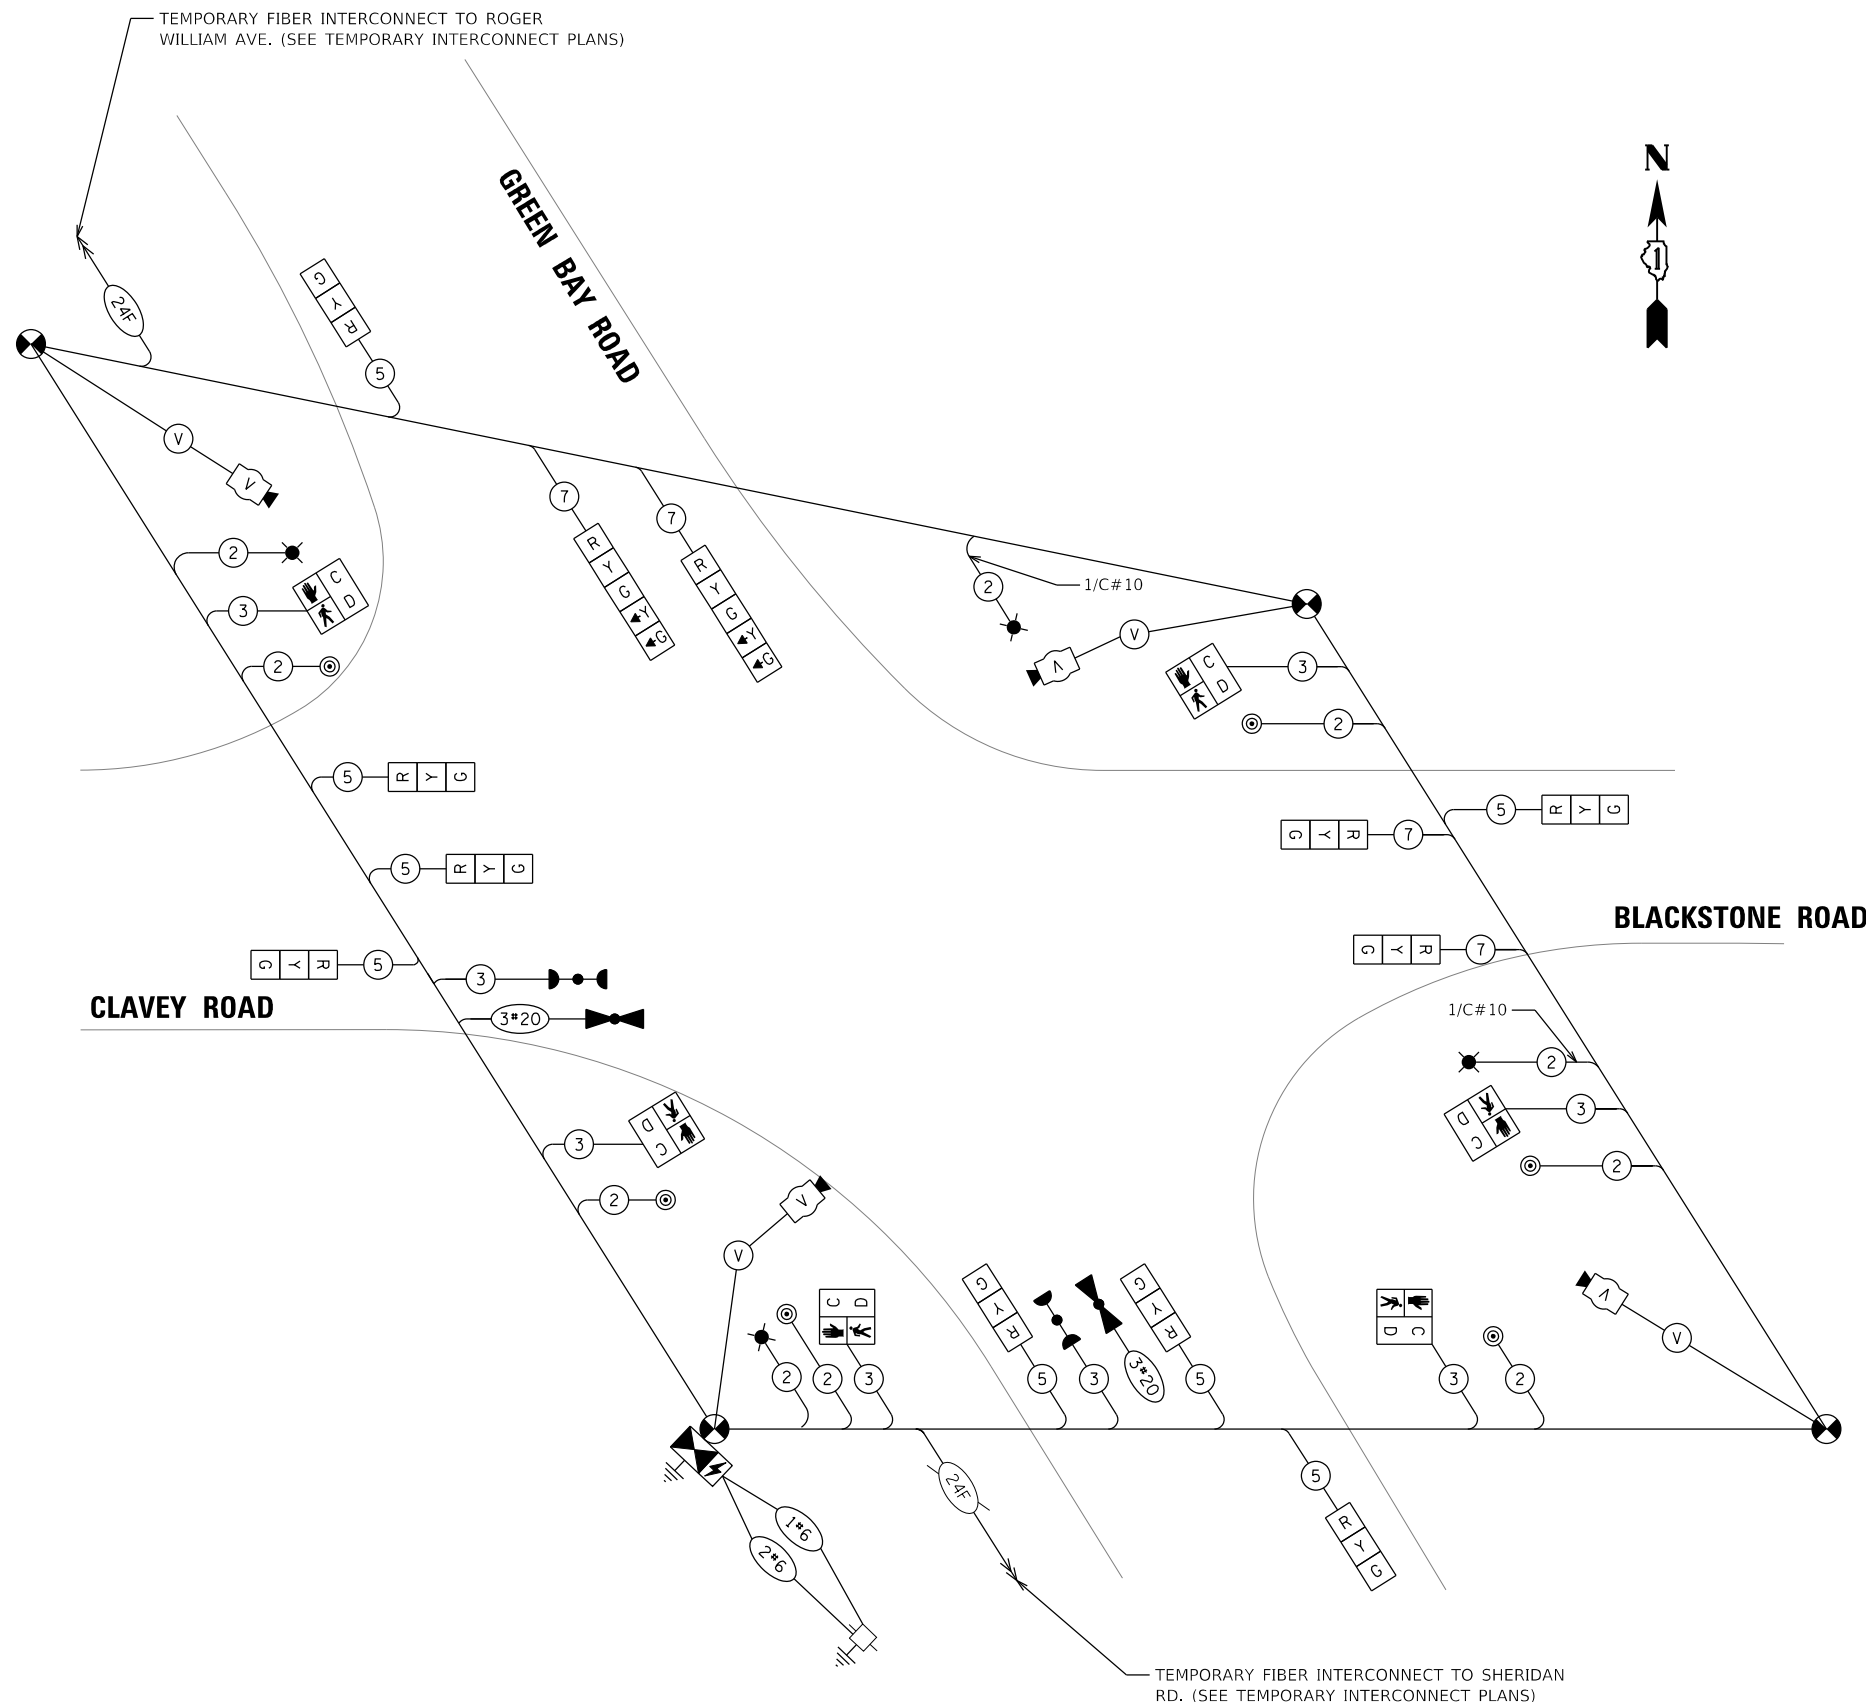 TEMPORARY FIBER INTERCONNECT TO ROGER
WILLIAM AVE. (SEE TEMPORARY INTERCONNECT PLANS)
N
1
GREEN BAY ROAD
24F
G Y R
5
V
V
7
R Y G Y G
7
R Y G Y G
2
C
D
3
2
1/C#10
2
V
V
C
D
3
2
5
R Y G
5
R Y G
G Y R
5
5
R Y G
G Y R
7
G Y R
7
BLACKSTONE ROAD
CLAVEY ROAD
3
3#20
1/C#10
2
3
D
C
2
3
D
C
2
V
V
2
2
C D
3
G Y R
5
3
3#20
G Y R
5
D C
3
2
V
V
24F
5
R Y G
1#6
2#6
TEMPORARY FIBER INTERCONNECT TO SHERIDAN
RD. (SEE TEMPORARY INTERCONNECT PLANS)